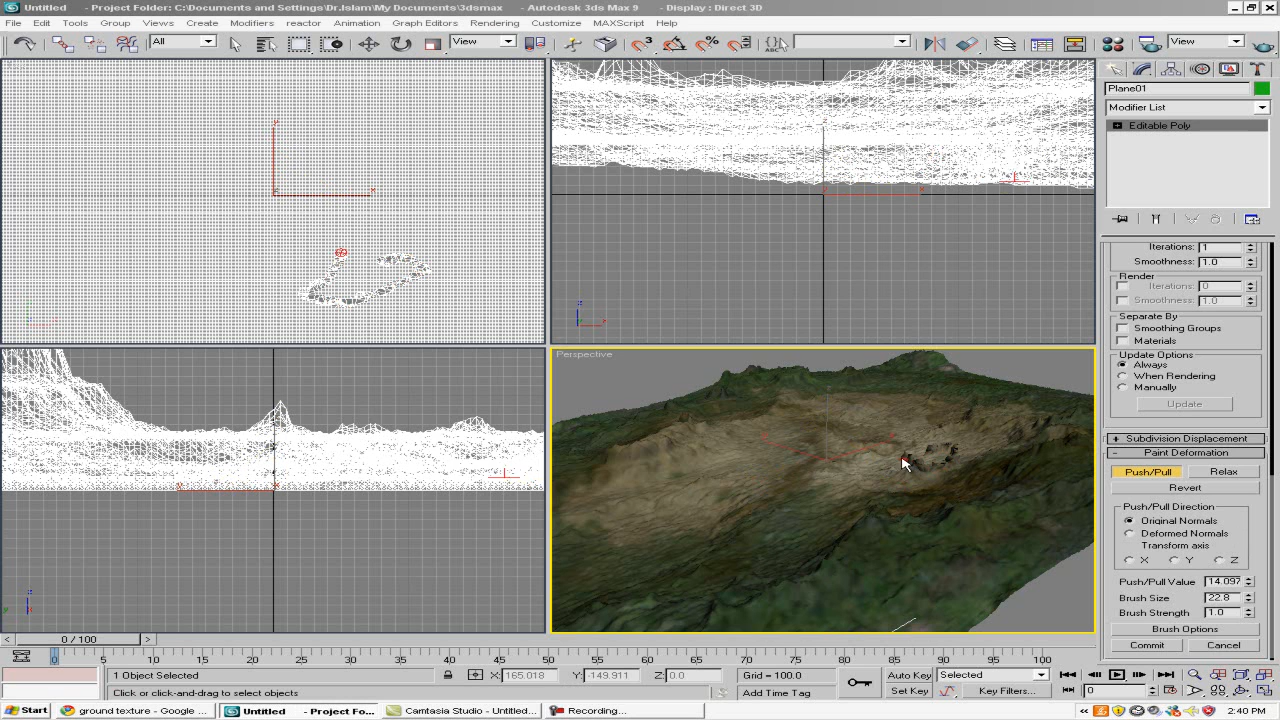 Untitled - Project Folder: C:\Documents and Settings\Dr.Islam\My Documents\3dsmax - Autodesk 3ds Max 9 - Display : Direct 3D
File Edit Tools Group Views Create Modifiers reactor Animation Graph Editors Rendering Customize MAXScript Help
All View View
Plane01
Modifier List
Editable Poly
Iterations: 1
Smoothness: 1.0
Render
Iterations: 0
Smoothness: 1.0
Separate By
Smoothing Groups
Materials
Update Options
Always
When Rendering
Manually
Update
+ Subdivision Displacement
- Paint Deformation
Push/Pull Relax
Revert
Push/Pull Direction
Original Normals
Deformed Normals
Transform axis
X Y Z
Push/Pull Value 14.097
Brush Size 22.8
Brush Strength 1.0
Brush Options
Commit Cancel
Perspective
< 0 / 100 >
0 5 10 15 20 25 30 35 40 45 50 55 60 65 70 75 80 85 90 95 100
1 Object Selected X: 165.018 Y: -149.911 Z: 0.0 Grid = 100.0 Auto Key Selected
Click or click-and-drag to select objects Add Time Tag Set Key Key Filters... 0
Start ground texture - Google ... Untitled - Project Fo... Camtasia Studio - Untitled... Recording... 2:40 PM